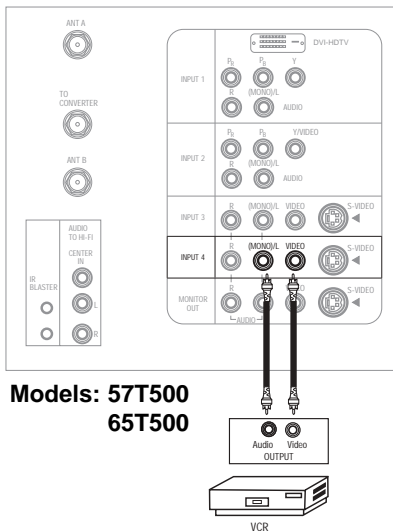 ANT A
DVI-HDTV
PR PB Y
INPUT 1
R (MONO)/L
AUDIO
TO
CONVERTER
PR PB Y/VIDEO
INPUT 2
R (MONO)/L
AUDIO
ANT B
INPUT 3
R (MONO)/L VIDEO S-VIDEO
INPUT 4
R (MONO)/L VIDEO S-VIDEO
AUDIO
TO HI-FI
CENTER
IN
IR
BLASTER
L
R
MONITOR
OUT
R
S-VIDEO
AUDIO
Models: 57T500
65T500
Audio Video
OUTPUT
VCR